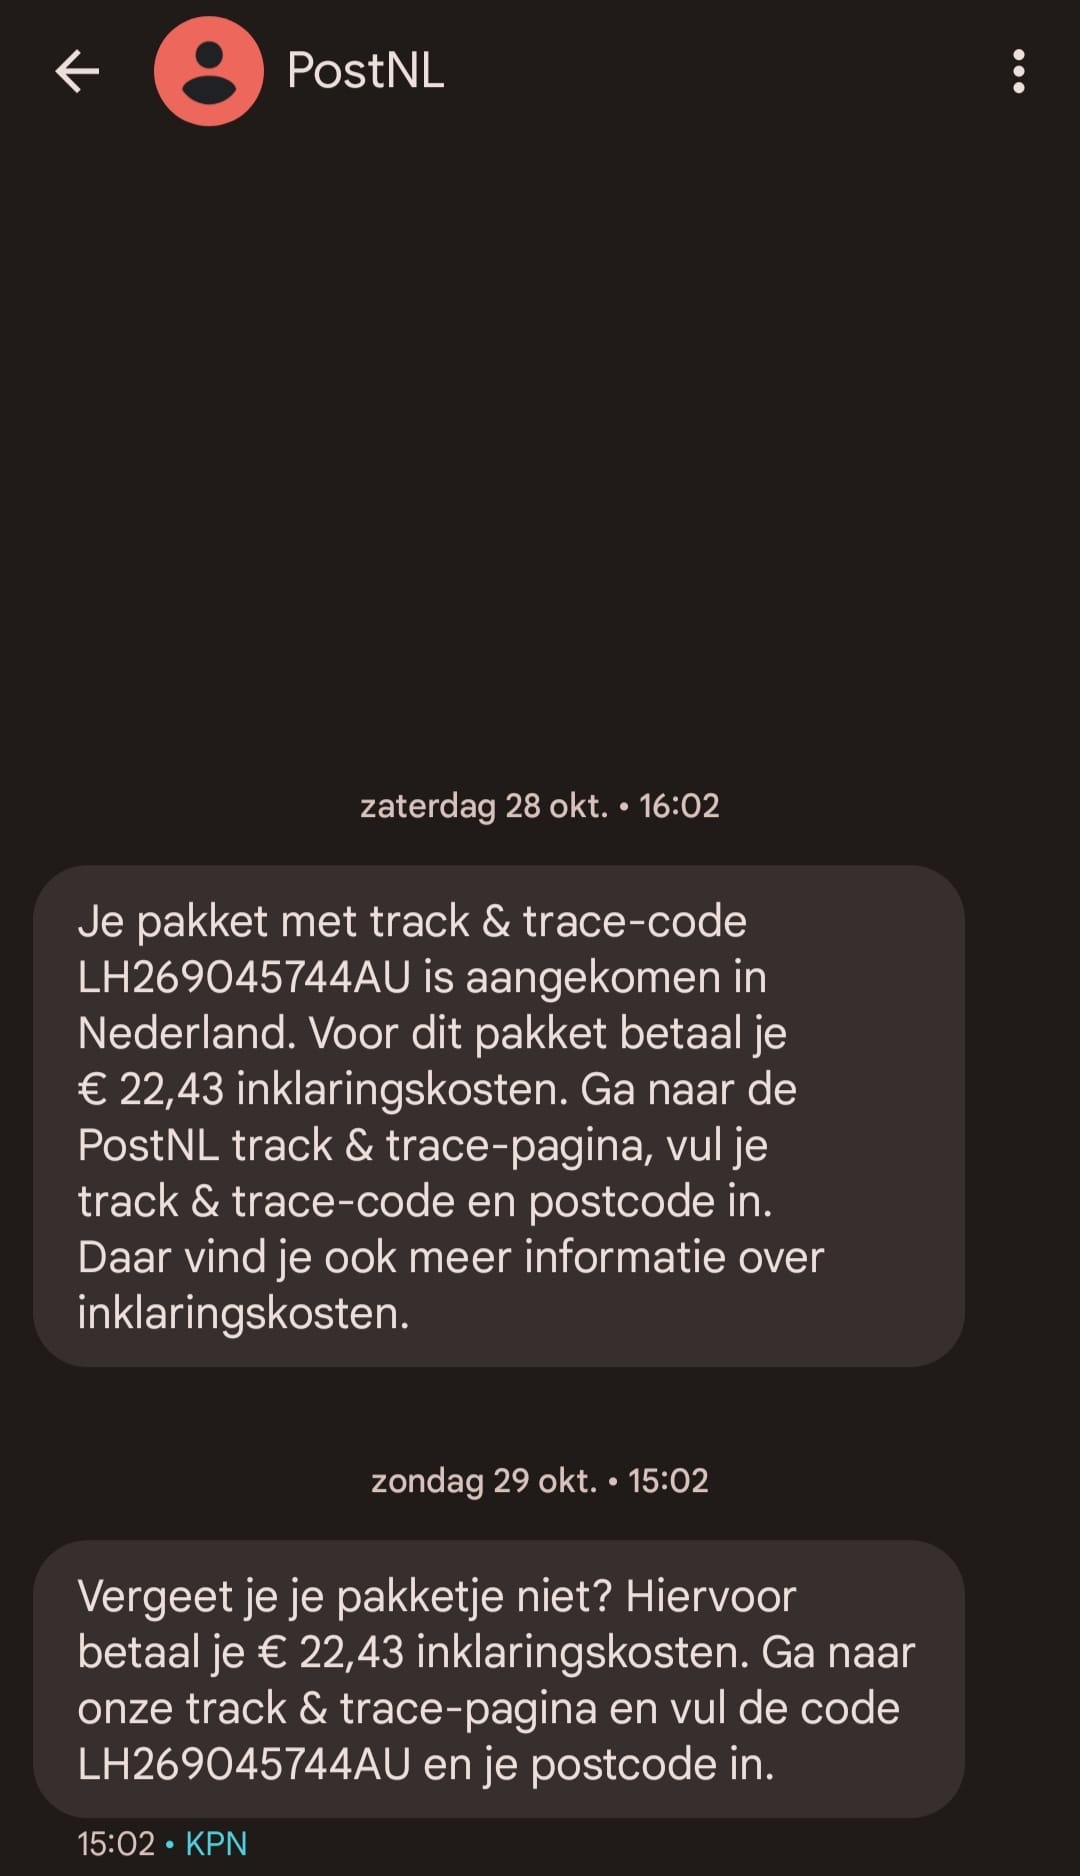 PostNL
zaterdag 28 okt. • 16:02
Je pakket met track & trace-code
LH269045744AU is aangekomen in
Nederland. Voor dit pakket betaal je
€ 22,43 inklaringskosten. Ga naar de
PostNL track & trace-pagina, vul je
track & trace-code en postcode in.
Daar vind je ook meer informatie over
inklaringskosten.
zondag 29 okt. • 15:02
Vergeet je je pakketje niet? Hiervoor
betaal je € 22,43 inklaringskosten. Ga naar
onze track & trace-pagina en vul de code
LH269045744AU en je postcode in.
15:02 • KPN